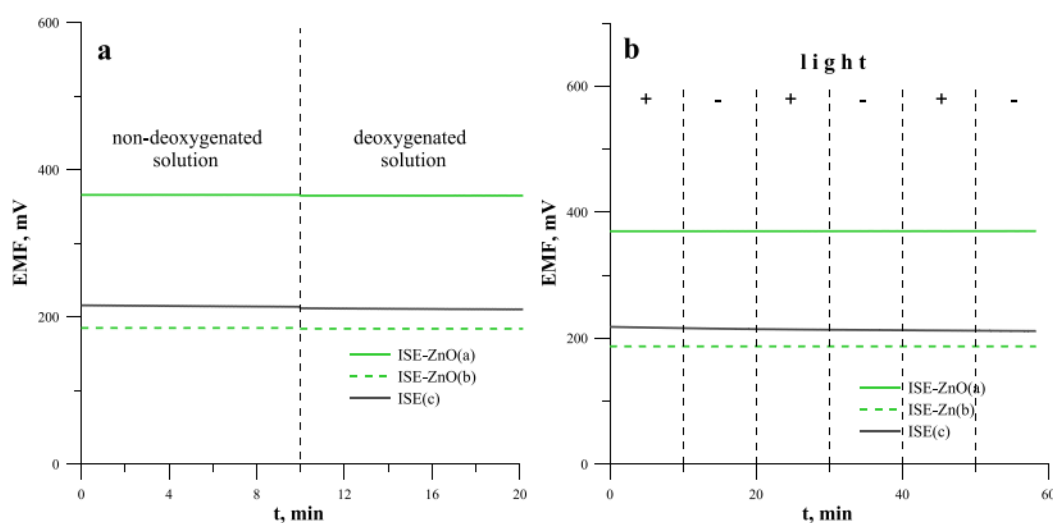 a
600
400
200
0
EMF, mV
non-deoxygenated
solution
deoxygenated
solution
ISE-ZnO(a)
ISE-ZnO(b)
ISE(c)
0 4 8 12 16 20
t, min
b
light
+ - + - + -
600
400
200
0
EMF, mV
ISE-ZnO(a)
ISE-Zn(b)
ISE(c)
0 20 40 60
t, min